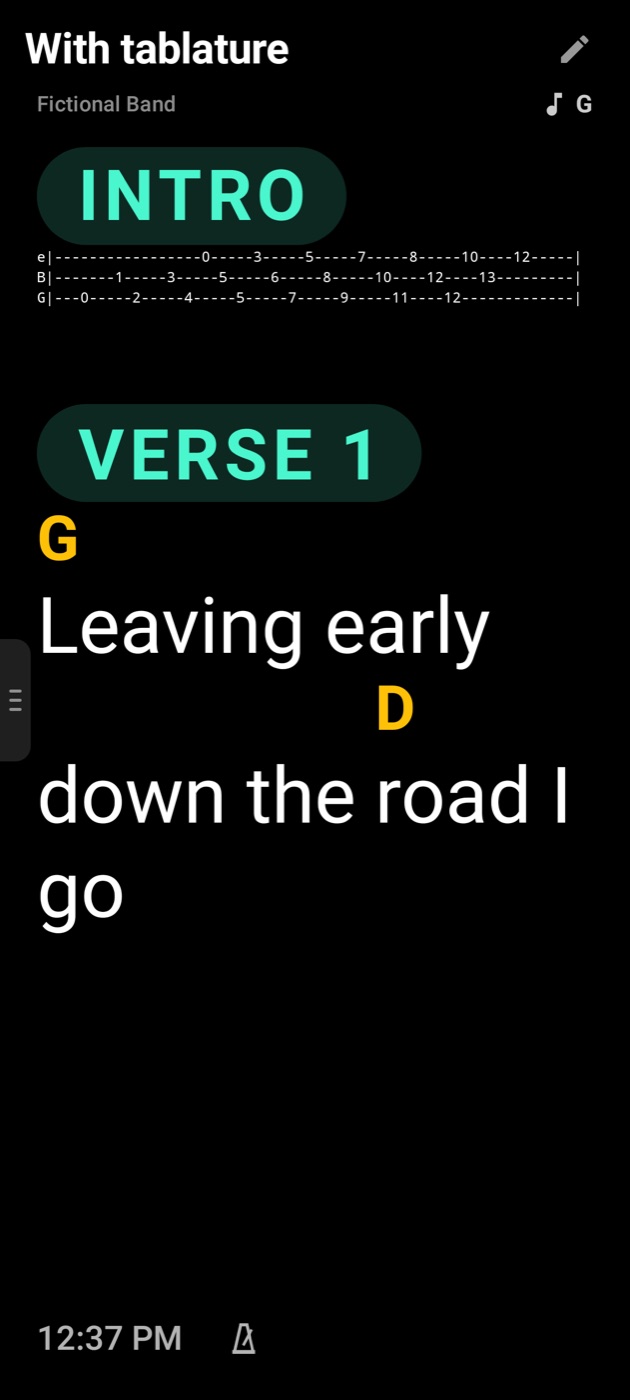 With tablature
Fictional Band
G
INTRO
e|-----------------0-----3-----5-----7-----8-----10----12-----|
B|-------1-----3-----5-----6-----8-----10----12----13---------|
G|---0-----2-----4-----5-----7-----9-----11----12-------------|
VERSE 1
G
Leaving early
D
down the road I
go
12:37 PM